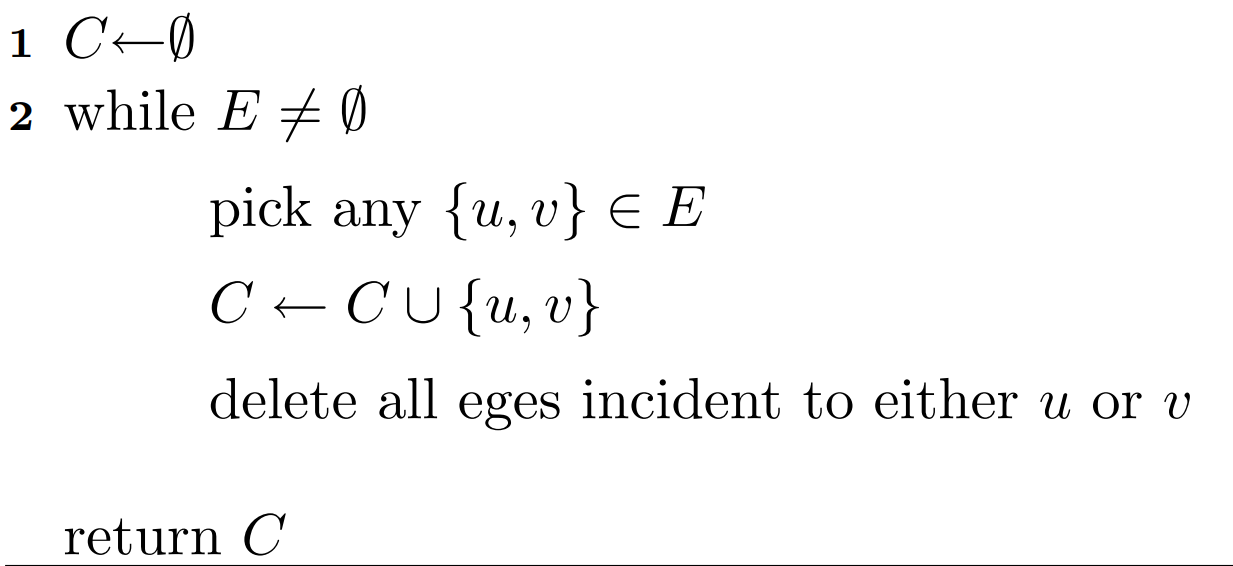 1 C←∅
2 while E ≠ ∅
pick any {u, v} ∈ E
C ← C ∪ {u, v}
delete all eges incident to either u or v
return C